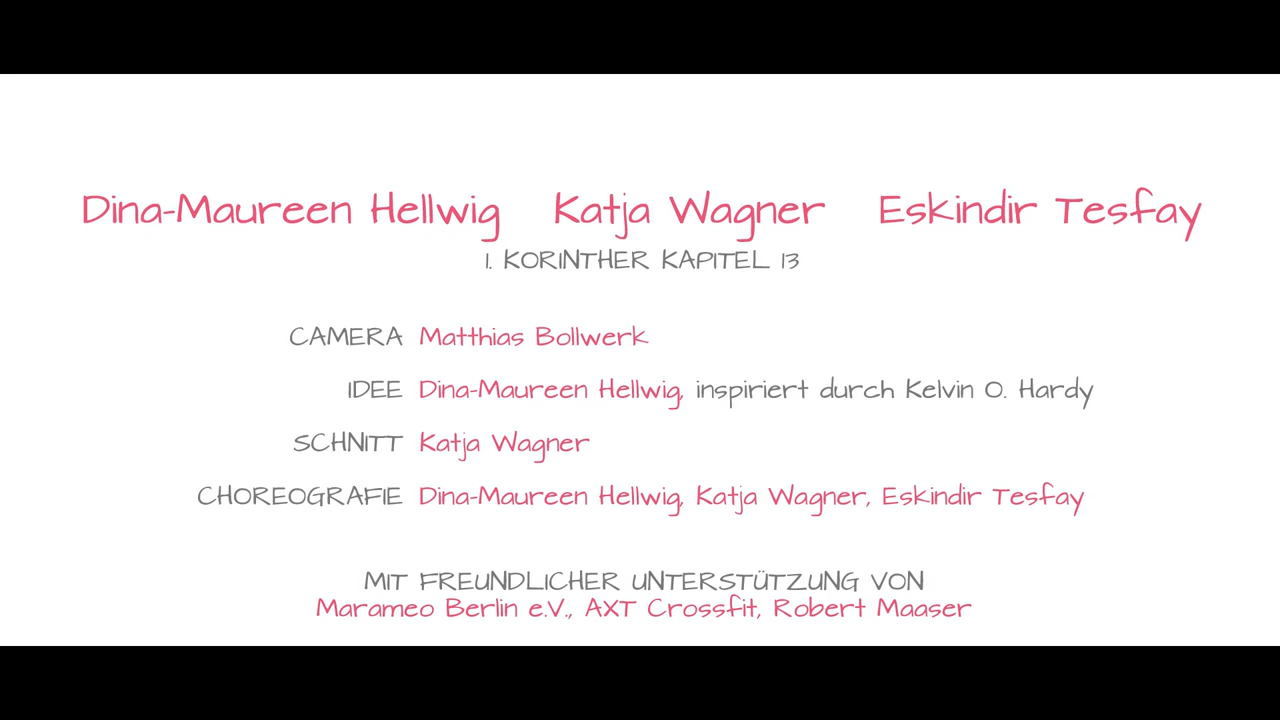 Dina-Maureen Hellwig Katja Wagner Eskindir Tesfay
1. KORINTHER KAPITEL 13
CAMERA Matthias Bollwerk
IDEE Dina-Maureen Hellwig, inspiriert durch Kelvin O. Hardy
SCHNITT Katja Wagner
CHOREOGRAFIE Dina-Maureen Hellwig, Katja Wagner, Eskindir Tesfay
MIT FREUNDLICHER UNTERSTÜTZUNG VON
Marameo Berlin e.V., AXT Crossfit, Robert Maaser